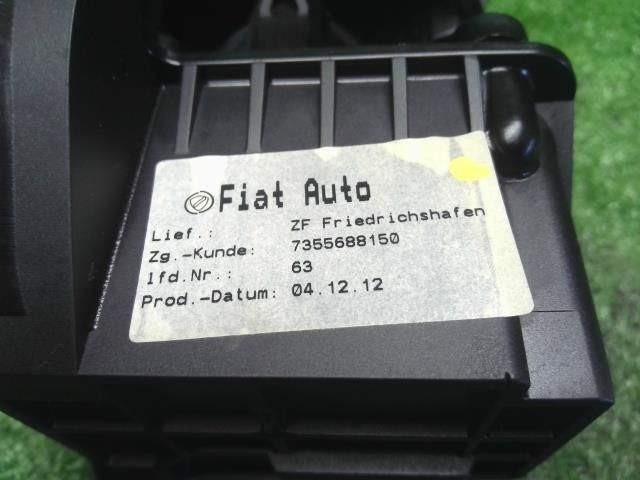 Fiat Auto
Lief.: ZF Friedrichshafen
Zg.-Kunde: 7355688150
lfd.Nr.: 63
Prod.-Datum: 04.12.12